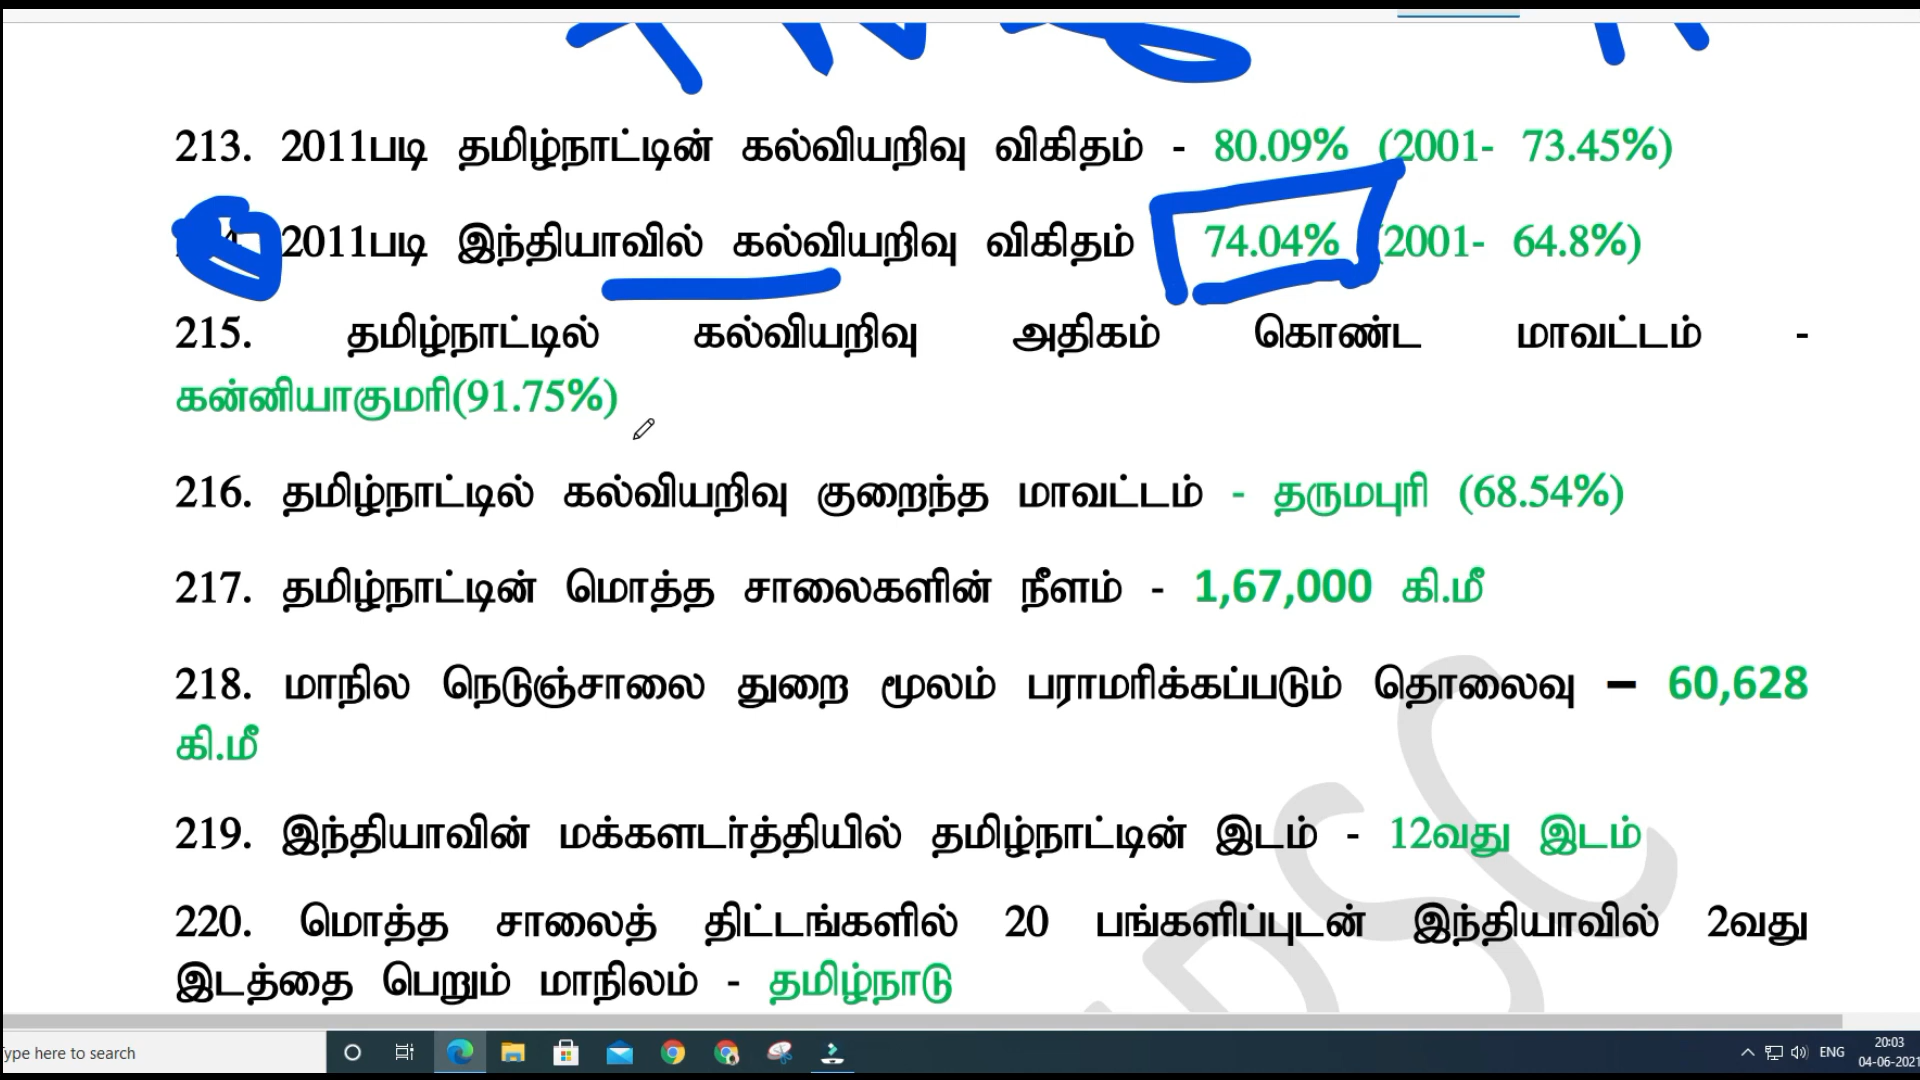 213. 2011படி தமிழ்நாட்டின் கல்வியறிவு விகிதம் - 80.09% (2001- 73.45%)
2011படி இந்தியாவில் கல்வியறிவு விகிதம் 74.04% (2001- 64.8%)
215. தமிழ்நாட்டில் கல்வியறிவு அதிகம் கொண்ட மாவட்டம் -
கன்னியாகுமரி(91.75%)
216. தமிழ்நாட்டில் கல்வியறிவு குறைந்த மாவட்டம் - தருமபுரி (68.54%)
217. தமிழ்நாட்டின் மொத்த சாலைகளின் நீளம் - 1,67,000 கி.மீ
218. மாநில நெடுஞ்சாலை துறை மூலம் பராமரிக்கப்படும் தொலைவு – 60,628
கி.மீ
219. இந்தியாவின் மக்களடர்த்தியில் தமிழ்நாட்டின் இடம் - 12வது இடம்
220. மொத்த சாலைத் திட்டங்களில் 20 பங்களிப்புடன் இந்தியாவில் 2வது
இடத்தை பெறும் மாநிலம் - தமிழ்நாடு
ype here to search
ENG
20:03
04-06-2021